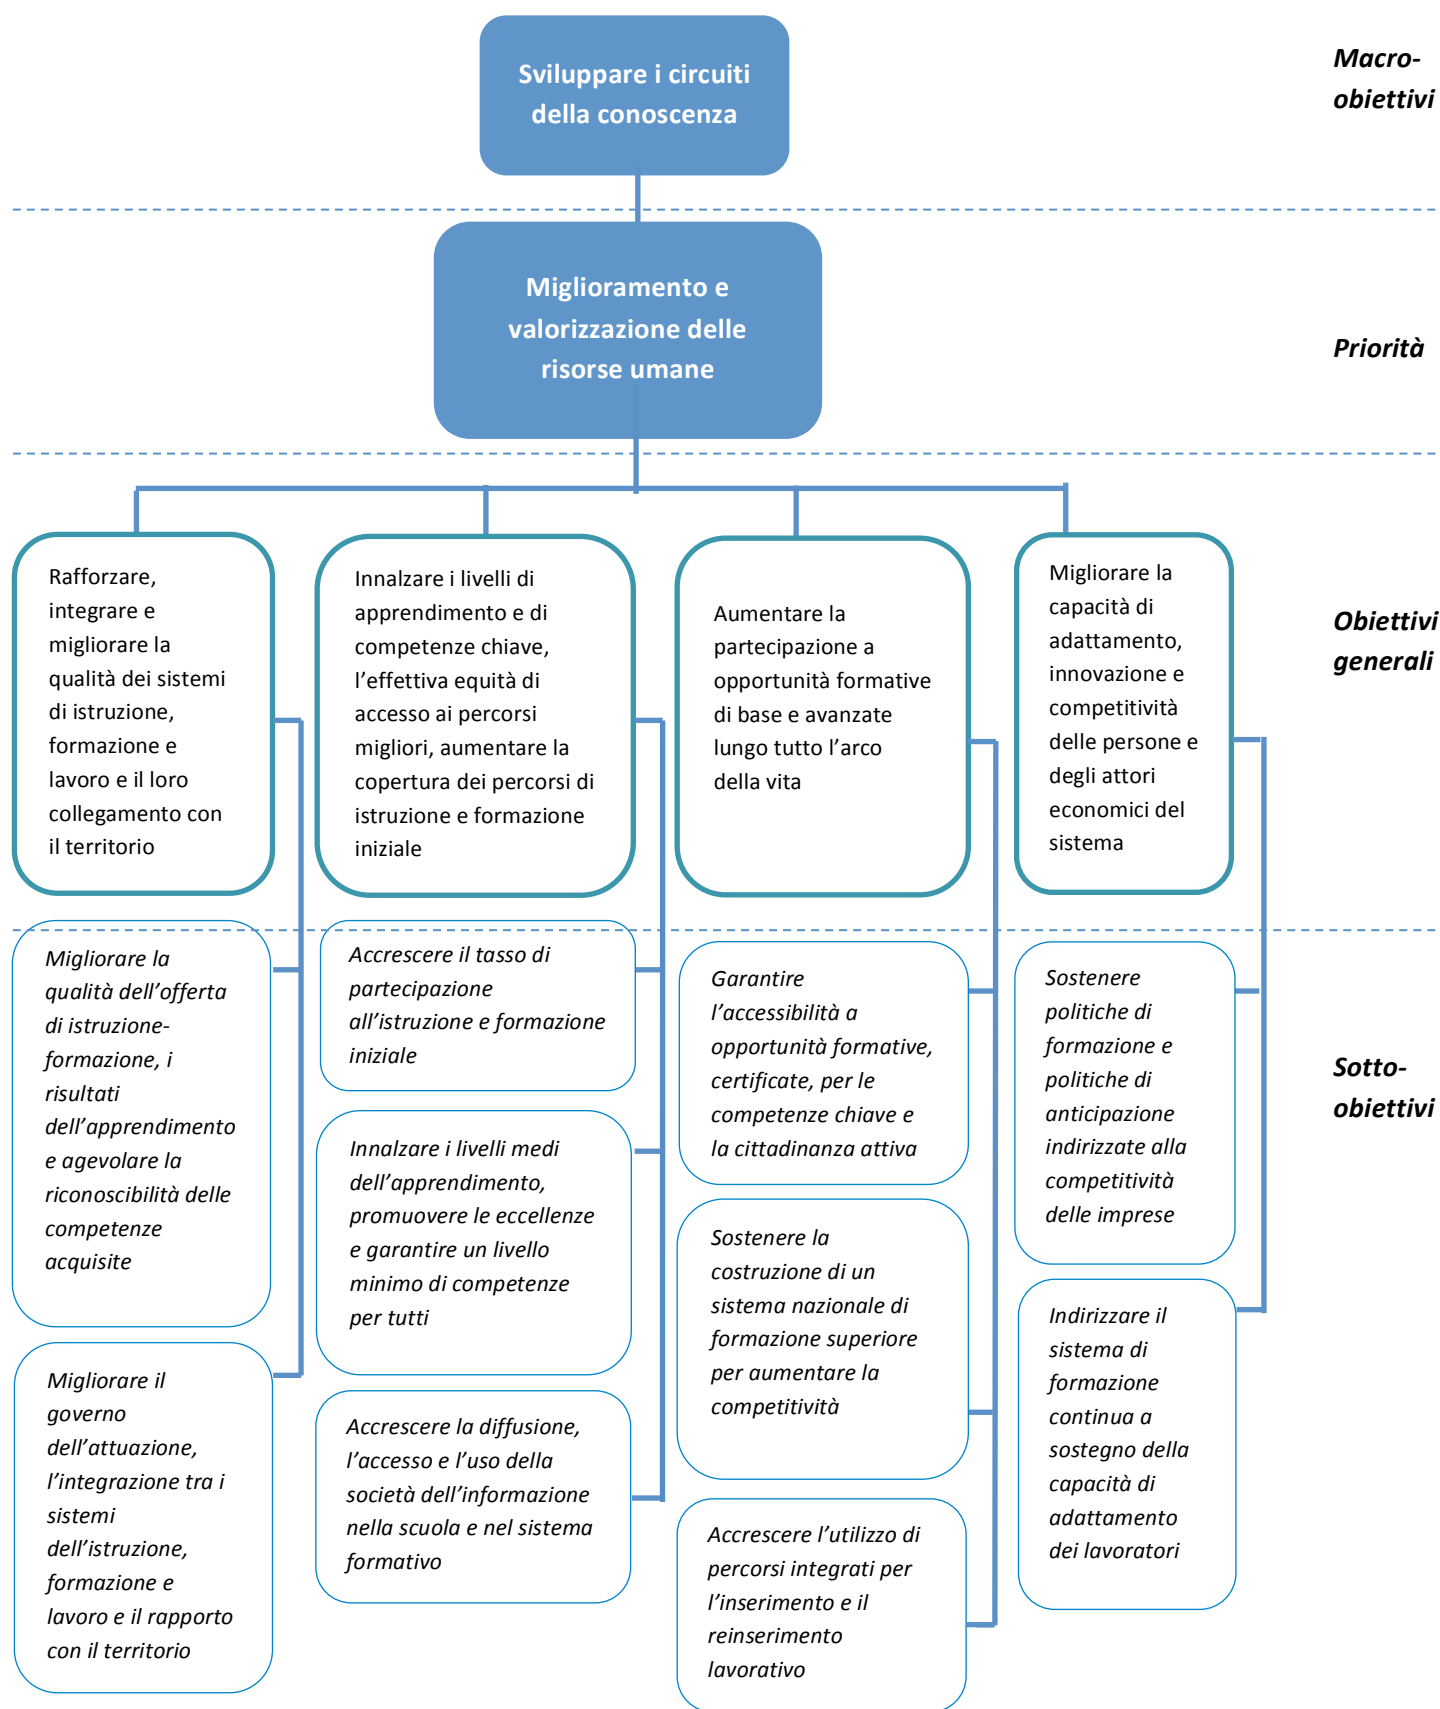 Sviluppare i circuiti
della conoscenza
Macro-
obiettivi
Miglioramento e
valorizzazione delle
risorse umane
Priorità
Rafforzare,
integrare e
migliorare la
qualità dei sistemi
di istruzione,
formazione e
lavoro e il loro
collegamento con
il territorio
Innalzare i livelli di
apprendimento e di
competenze chiave,
l’effettiva equità di
accesso ai percorsi
migliori, aumentare la
copertura dei percorsi di
istruzione e formazione
iniziale
Aumentare la
partecipazione a
opportunità formative
di base e avanzate
lungo tutto l’arco
della vita
Migliorare la
capacità di
adattamento,
innovazione e
competitività
delle persone e
degli attori
economici del
sistema
Obiettivi
generali
Migliorare la
qualità dell’offerta
di istruzione-
formazione, i
risultati
dell’apprendimento
e agevolare la
riconoscibilità delle
competenze
acquisite
Migliorare il
governo
dell’attuazione,
l’integrazione tra i
sistemi
dell’istruzione,
formazione e
lavoro e il rapporto
con il territorio
Accrescere il tasso di
partecipazione
all’istruzione e formazione
iniziale
Innalzare i livelli medi
dell’apprendimento,
promuovere le eccellenze
e garantire un livello
minimo di competenze
per tutti
Accrescere la diffusione,
l’accesso e l’uso della
società dell’informazione
nella scuola e nel sistema
formativo
Garantire
l’accessibilità a
opportunità formative,
certificate, per le
competenze chiave e
la cittadinanza attiva
Sostenere la
costruzione di un
sistema nazionale di
formazione superiore
per aumentare la
competitività
Accrescere l’utilizzo di
percorsi integrati per
l’inserimento e il
reinserimento
lavorativo
Sostenere
politiche di
formazione e
politiche di
anticipazione
indirizzate alla
competitività
delle imprese
Indirizzare il
sistema di
formazione
continua a
sostegno della
capacità di
adattamento
dei lavoratori
Sotto-
obiettivi